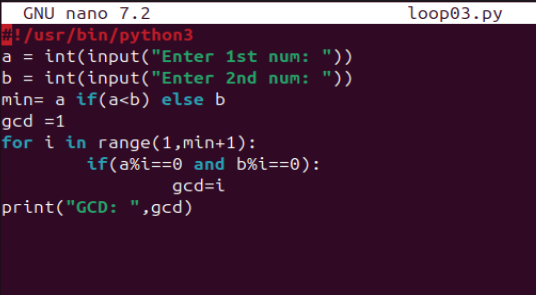 GNU nano 7.2 loop03.py
#!/usr/bin/python3
a = int(input("Enter 1st num: "))
b = int(input("Enter 2nd num: "))
min= a if(a<b) else b
gcd =1
for i in range(1,min+1):
        if(a%i==0 and b%i==0):
                gcd=i
print("GCD: ",gcd)